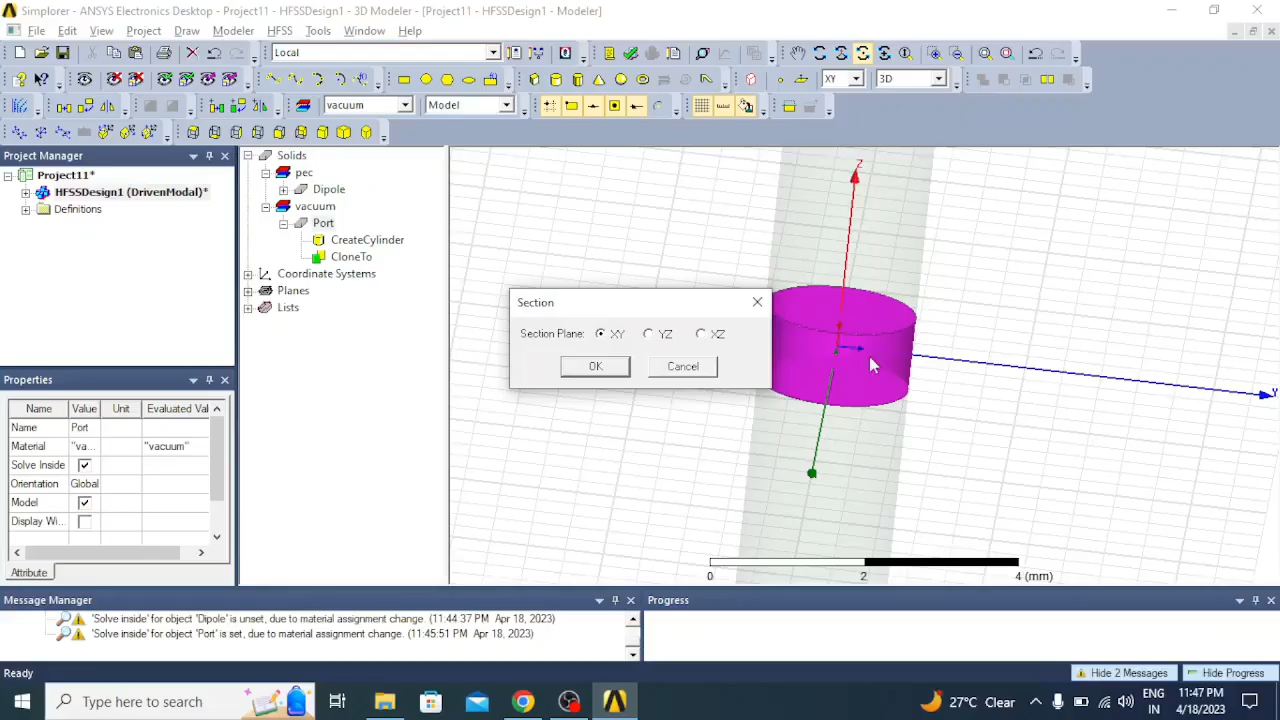 Simplorer - ANSYS Electronics Desktop - Project11 - HFSSDesign1 - 3D Modeler - [Project11 - HFSSDesign1 - Modeler]
File Edit View Project Draw Modeler HFSS Tools Window Help
Local
XY 3D
vacuum Model
Project Manager
Project11*
HFSSDesign1 (DrivenModal)*
Definitions
Solids
pec
Dipole
vacuum
Port
CreateCylinder
CloneTo
Coordinate Systems
Planes
Lists
Z
Y
Section
Section Plane: XY YZ XZ
OK Cancel
0 2 4 (mm)
Properties
Name Value Unit Evaluated Val
Name Port
Material "va... "vacuum"
Solve Inside
Orientation Global
Model
Display Wi...
Attribute
Message Manager
'Solve inside' for object 'Dipole' is unset, due to material assignment change. (11:44:37 PM Apr 18, 2023)
'Solve inside' for object 'Port' is set, due to material assignment change. (11:45:51 PM Apr 18, 2023)
Progress
Ready
Hide 2 Messages Hide Progress
Type here to search
27°C Clear
ENG
IN
11:47 PM
4/18/2023